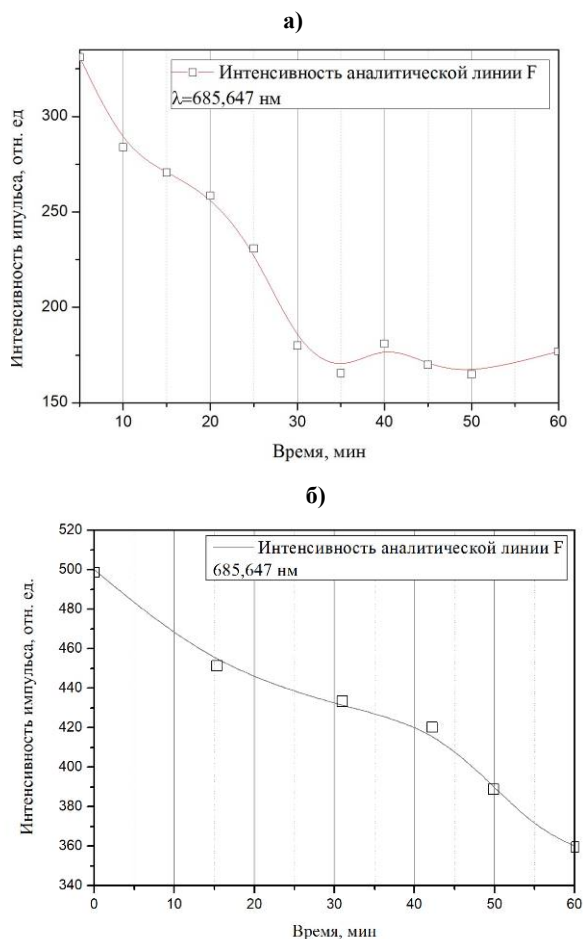 а)
Интенсивность ипульса, отн. ед
300
250
200
150
Интенсивность аналитической линии F
λ=685,647 нм
10 20 30 40 50 60
Время, мин
б)
Интенсивность импульса, отн. ед.
520
500
480
460
440
420
400
380
360
340
Интенсивность аналитической линии F
685,647 нм
0 10 20 30 40 50 60
Время, мин